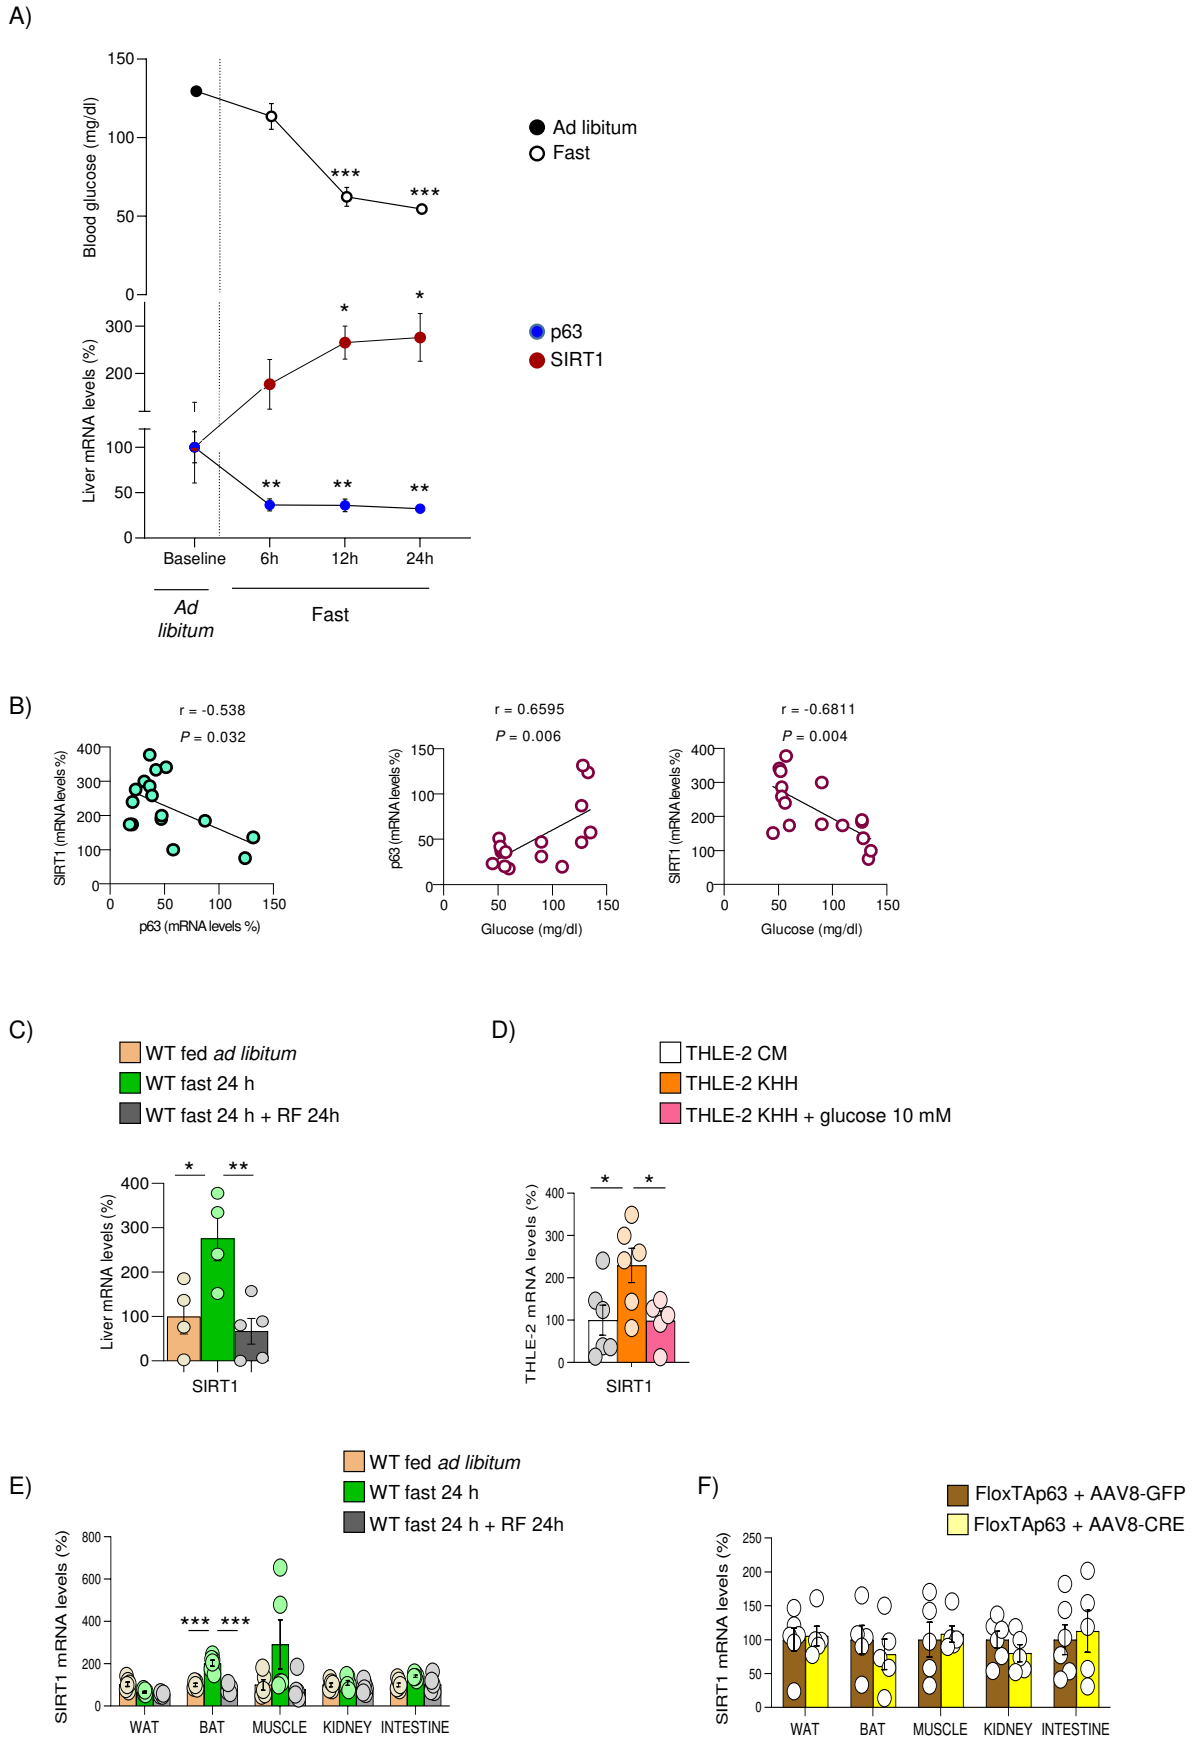 A)
150
100
50
0
Blood glucose (mg/dl)
***
***
Ad libitum
Fast
300
200
100
50
0
Liver mRNA levels (%)
*
*
**
**
**
p63
SIRT1
Baseline
6h
12h
24h
Ad
libitum
Fast
B)
r = -0.538
P = 0.032
400
300
200
100
0
SIRT1 (mRNA levels %)
0
50
100
150
p63 (mRNA levels %)
r = 0.6595
P = 0.006
150
100
50
0
p63 (mRNA levels %)
0
50
100
150
Glucose (mg/dl)
r = -0.6811
P = 0.004
400
300
200
100
0
SIRT1 (mRNA levels %)
0
50
100
150
Glucose (mg/dl)
C)
WT fed ad libitum
WT fast 24 h
WT fast 24 h + RF 24h
*
**
400
300
200
100
0
Liver mRNA levels (%)
SIRT1
D)
THLE-2 CM
THLE-2 KHH
THLE-2 KHH + glucose 10 mM
*
*
400
300
200
100
0
THLE-2 mRNA levels (%)
SIRT1
E)
WT fed ad libitum
WT fast 24 h
WT fast 24 h + RF 24h
800
600
400
200
0
SIRT1 mRNA levels (%)
***
***
WAT
BAT
MUSCLE
KIDNEY
INTESTINE
F)
FloxTAp63 + AAV8-GFP
FloxTAp63 + AAV8-CRE
250
200
150
100
50
0
SIRT1 mRNA levels (%)
WAT
BAT
MUSCLE
KIDNEY
INTESTINE